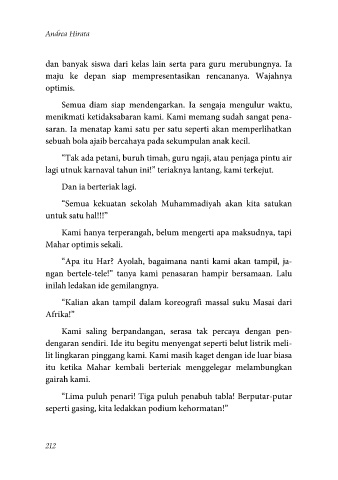 Andrea Hirata
dan banyak siswa dari kelas lain serta para guru merubungnya. Ia
maju ke depan siap mempresentasikan rencananya. Wajahnya
optimis.
Semua diam siap mendengarkan. Ia sengaja mengulur waktu,
menikmati ketidaksabaran kami. Kami memang sudah sangat pena-
saran. Ia menatap kami satu per satu seperti akan memperlihatkan
sebuah bola ajaib bercahaya pada sekumpulan anak kecil.
"Tak ada petani, buruh timah, guru ngaji, atau penjaga pintu air
lagi utnuk karnaval tahun ini!" teriaknya lantang, kami terkejut.
Dan ia berteriak lagi.
"Semua kekuatan sekolah Muhammadiyah akan kita satukan
untuk satu hal!!!"
Kami hanya terperangah, belum mengerti apa maksudnya, tapi
Mahar optimis sekali.
"Apa itu Har? Ayolah, bagaimana nanti kami akan tampil, ja-
ngan bertele-tele!" tanya kami penasaran hampir bersamaan. Lalu
inilah ledakan ide gemilangnya.
"Kalian akan tampil dalam koreografi massal suku Masai dari
Afrika!"
Kami saling berpandangan, serasa tak percaya dengan pen-
dengaran sendiri. Ide itu begitu menyengat seperti belut listrik meli-
lit lingkaran pinggang kami. Kami masih kaget dengan ide luar biasa
itu ketika Mahar kembali berteriak menggelegar melambungkan
gairah kami.
"Lima puluh penari! Tiga puluh penabuh tabla! Berputar-putar
seperti gasing, kita ledakkan podium kehormatan!"
212